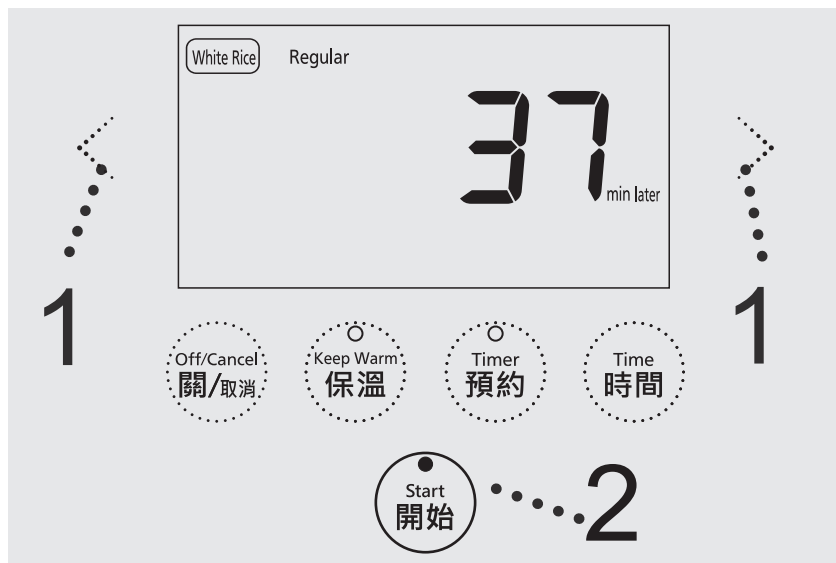 White Rice Regular
37
min later
1
1
Off/Cancel
關/取消
Keep Warm
保溫
Timer
預約
Time
時間
Start
開始
2